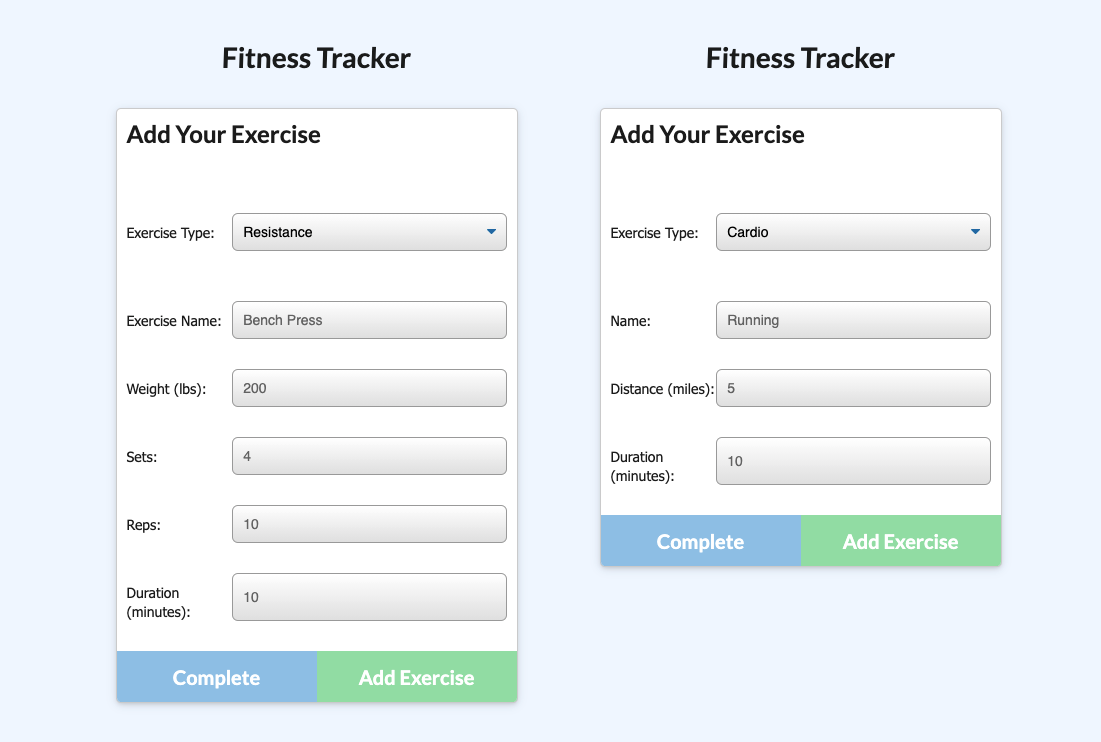 Fitness Tracker
Add Your Exercise
Exercise Type: Resistance
Exercise Name: Bench Press
Weight (lbs): 200
Sets: 4
Reps: 10
Duration
(minutes): 10
Complete Add Exercise
Fitness Tracker
Add Your Exercise
Exercise Type: Cardio
Name: Running
Distance (miles): 5
Duration
(minutes): 10
Complete Add Exercise